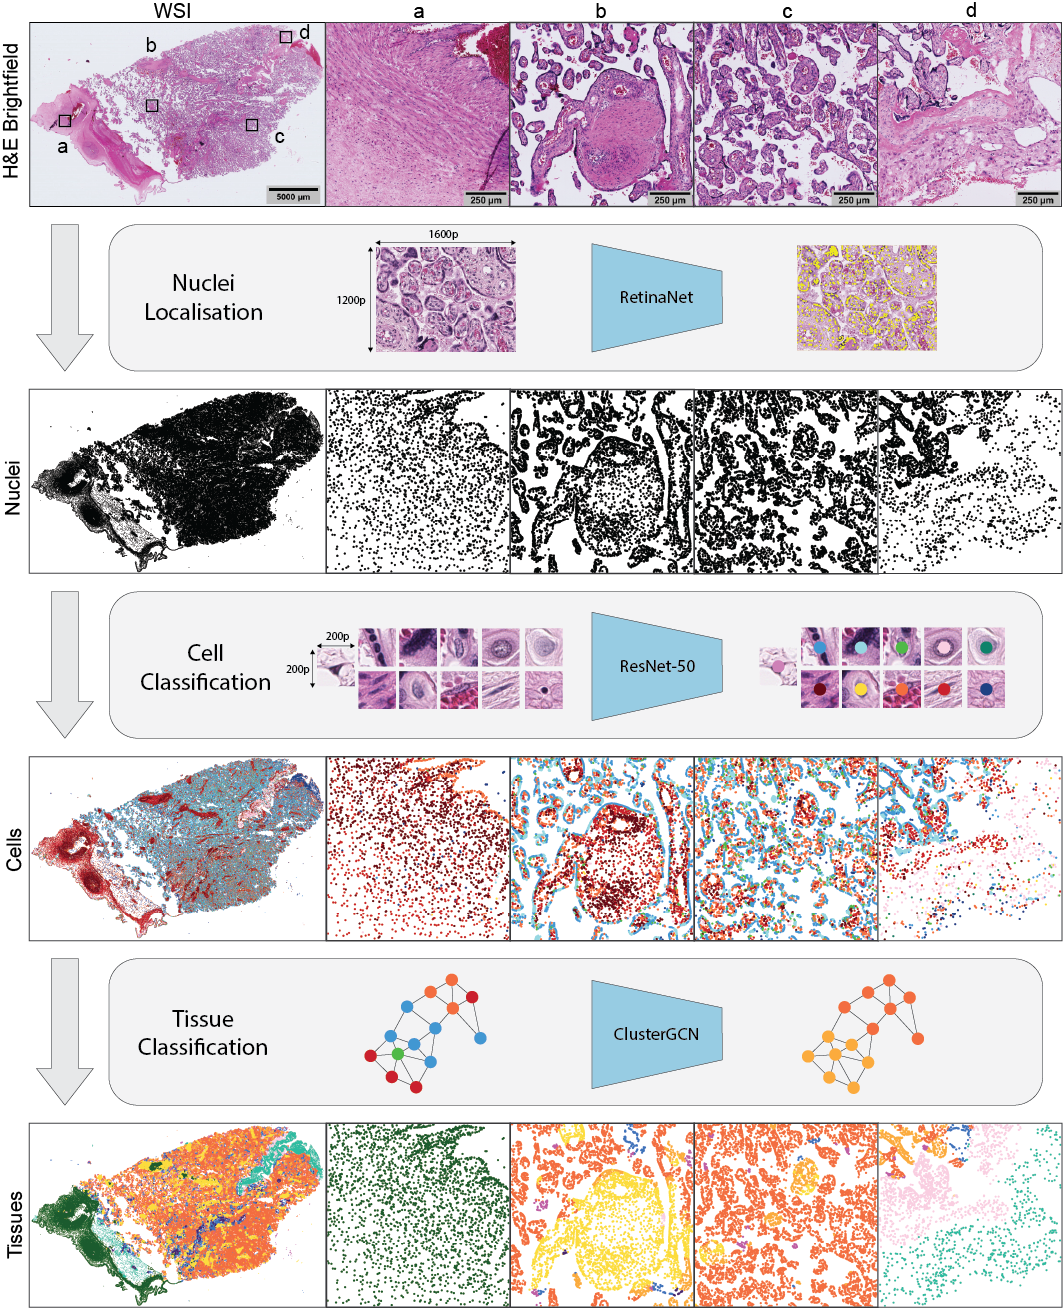 WSI a b c d
H&E Brightfield
b d
a c
5000 µm 250 µm 250 µm 250 µm 250 µm
Nuclei
Localisation
1600p
1200p
RetinaNet
Nuclei
Cell
Classification
200p
200p
ResNet-50
Cells
Tissue
Classification
ClusterGCN
Tissues